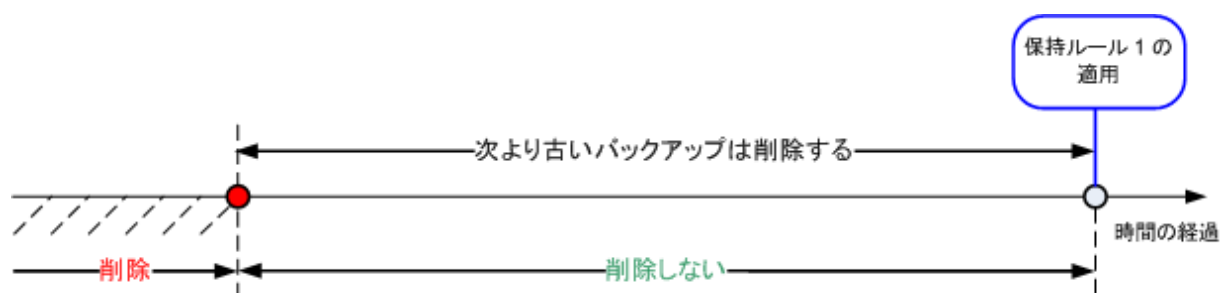 保持ルール 1 の
適用
次より古いバックアップは削除する
時間の経過
削除
削除しない